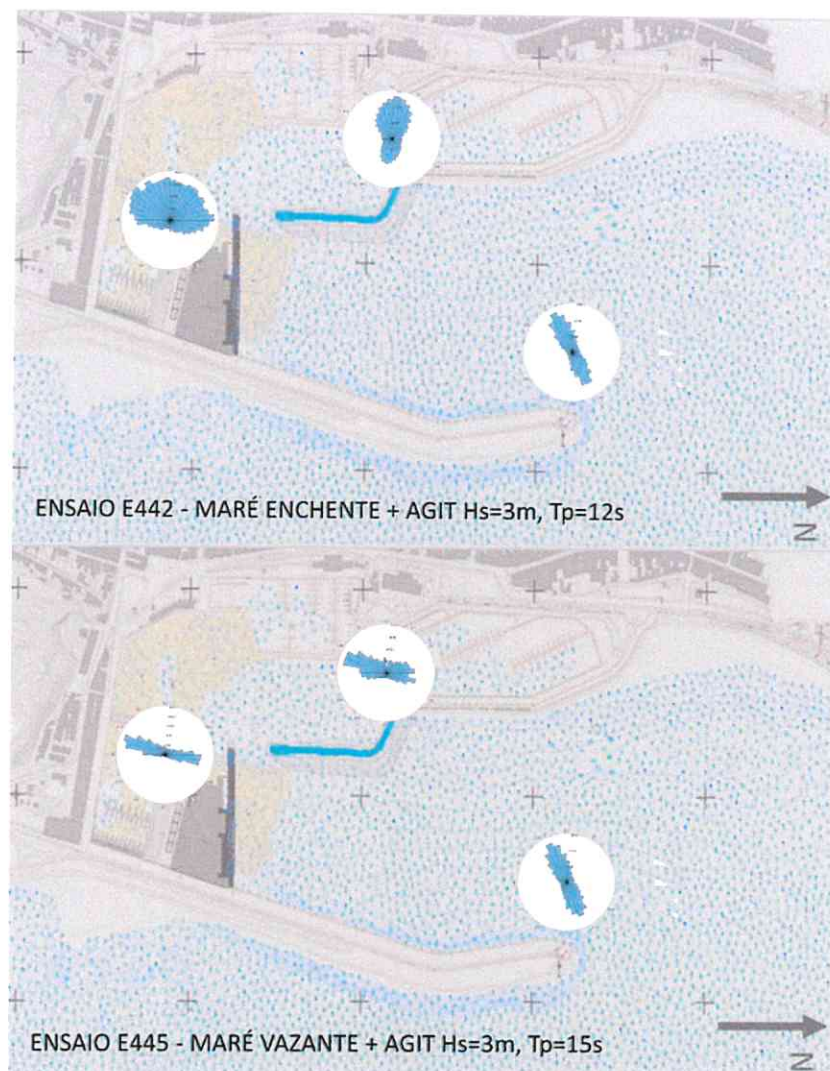 ENSAIO E442 - MARÉ ENCHENTE + AGIT Hs=3m, Tp=12s
N
ENSAIO E445 - MARÉ VAZANTE + AGIT Hs=3m, Tp=15s
N